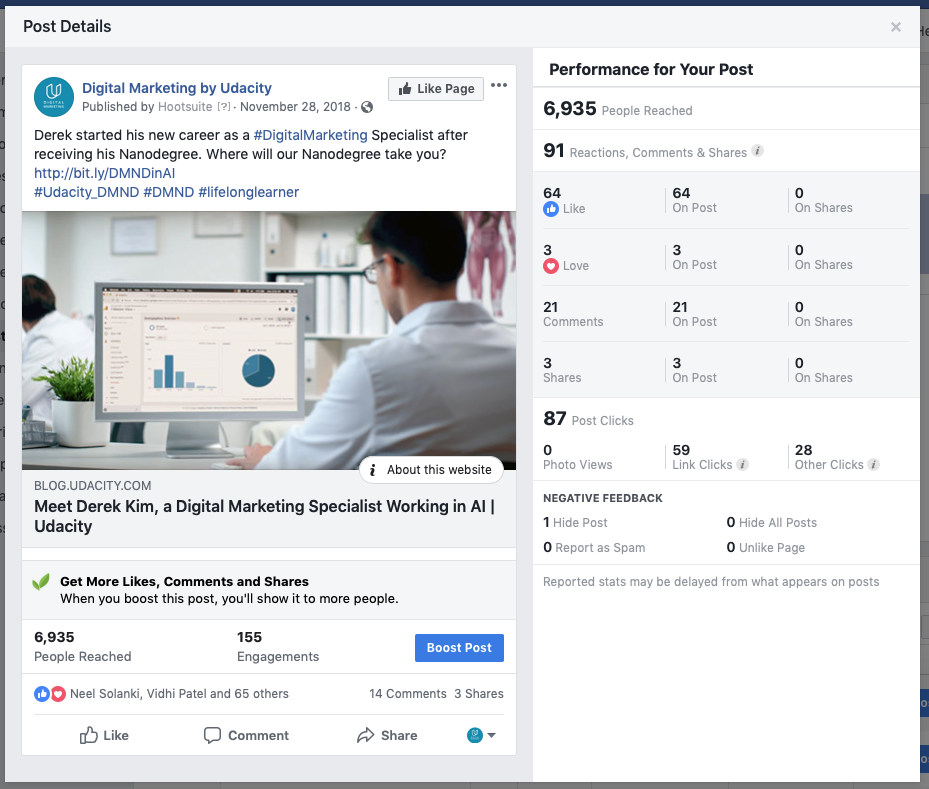 Post Details
Digital Marketing by Udacity
Like Page
Published by Hootsuite [?] · November 28, 2018 ·
Derek started his new career as a #DigitalMarketing Specialist after
receiving his Nanodegree. Where will our Nanodegree take you?
http://bit.ly/DMNDinAI
#Udacity_DMND #DMND #lifelonglearner
i About this website
BLOG.UDACITY.COM
Meet Derek Kim, a Digital Marketing Specialist Working in AI |
Udacity
Get More Likes, Comments and Shares
When you boost this post, you'll show it to more people.
6,935
People Reached
155
Engagements
Boost Post
Neel Solanki, Vidhi Patel and 65 others
14 Comments 3 Shares
Like
Comment
Share
Performance for Your Post
6,935 People Reached
91 Reactions, Comments & Shares i
64 64 0
Like On Post On Shares
3 3 0
Love On Post On Shares
21 21 0
Comments On Post On Shares
3 3 0
Shares On Post On Shares
87 Post Clicks
0 59 28
Photo Views Link Clicks i Other Clicks i
NEGATIVE FEEDBACK
1 Hide Post 0 Hide All Posts
0 Report as Spam 0 Unlike Page
Reported stats may be delayed from what appears on posts